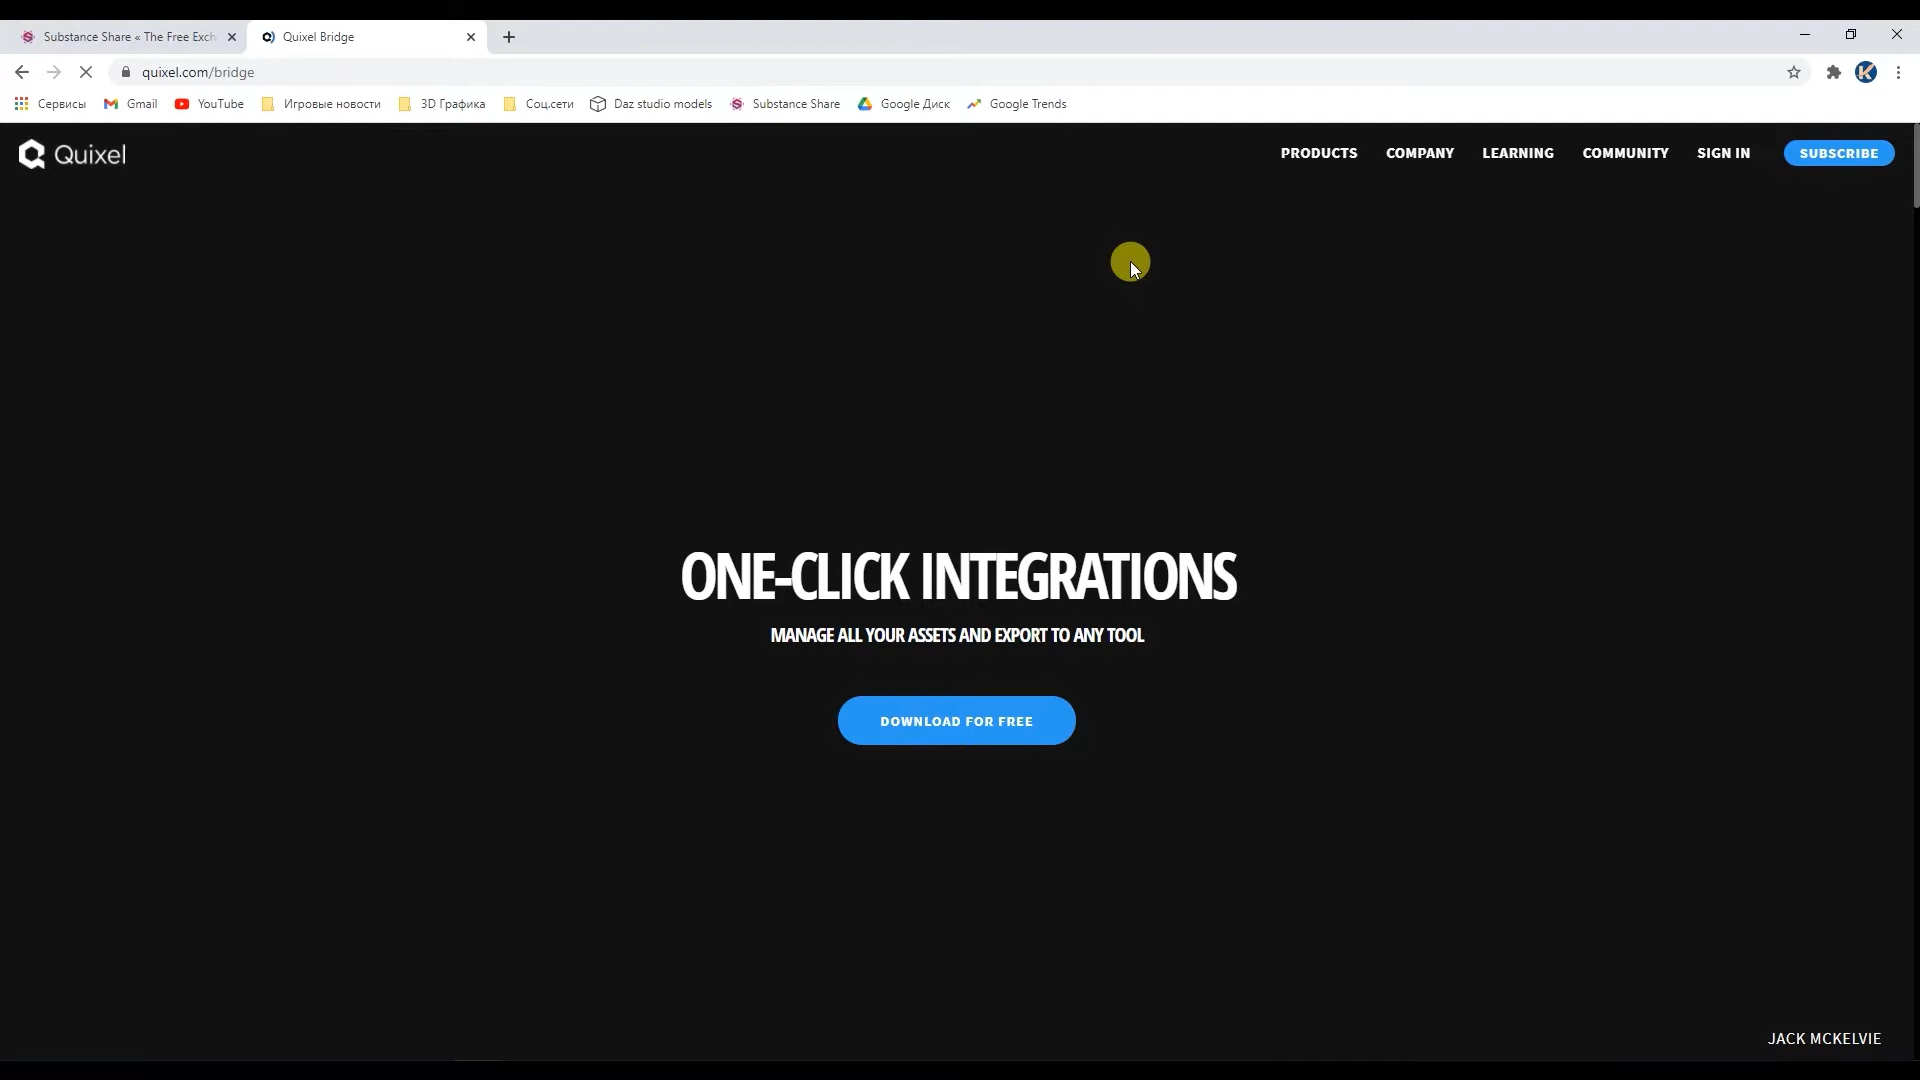 Substance Share « The Free Exch
Quixel Bridge
quixel.com/bridge
Сервисы
Gmail
YouTube
Игровые новости
3D Графика
Соц.сети
Daz studio models
Substance Share
Google Диск
Google Trends
Quixel
PRODUCTS
COMPANY
LEARNING
COMMUNITY
SIGN IN
SUBSCRIBE
ONE-CLICK INTEGRATIONS
MANAGE ALL YOUR ASSETS AND EXPORT TO ANY TOOL
DOWNLOAD FOR FREE
JACK MCKELVIE